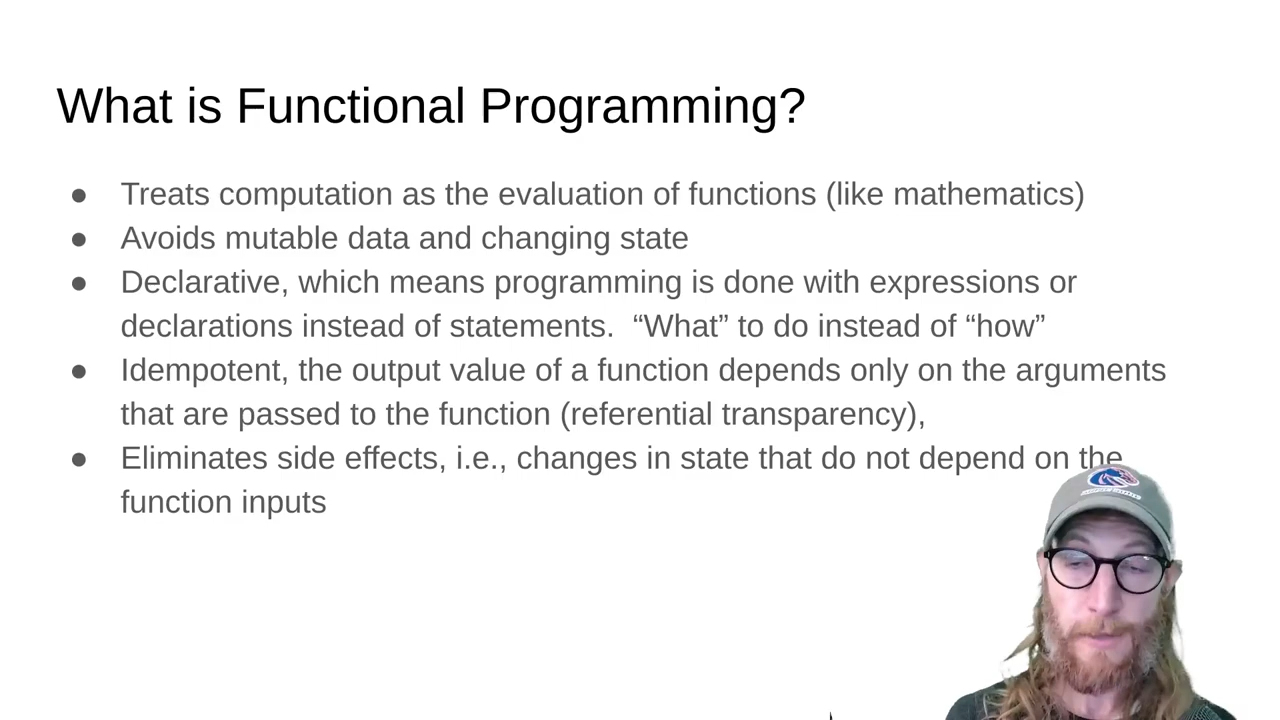 What is Functional Programming?
● Treats computation as the evaluation of functions (like mathematics)
● Avoids mutable data and changing state
● Declarative, which means programming is done with expressions or
declarations instead of statements.  “What” to do instead of “how”
● Idempotent, the output value of a function depends only on the arguments
that are passed to the function (referential transparency),
● Eliminates side effects, i.e., changes in state that do not depend on the
function inputs